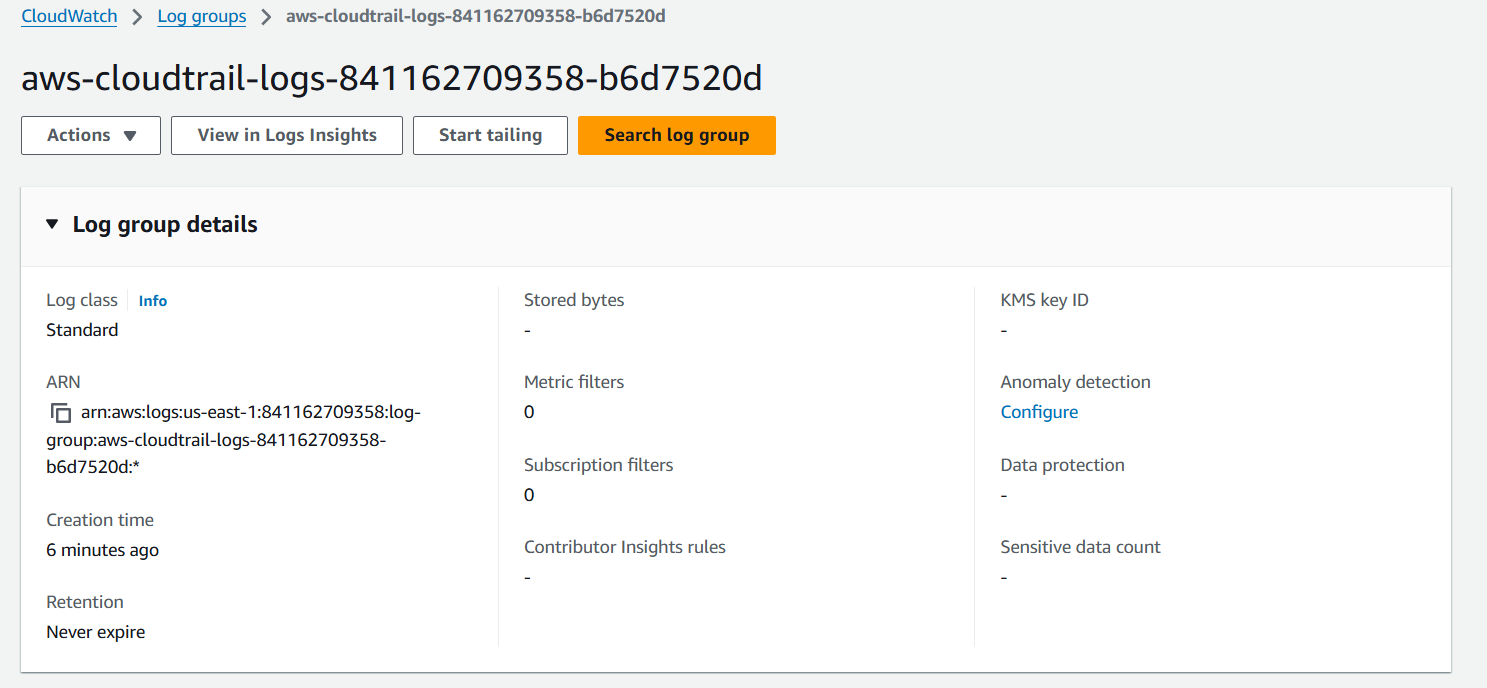 CloudWatch > Log groups > aws-cloudtrail-logs-841162709358-b6d7520d
aws-cloudtrail-logs-841162709358-b6d7520d
Actions ▼
View in Logs Insights
Start tailing
Search log group
▼ Log group details
Log class
Info
Standard
ARN
arn:aws:logs:us-east-1:841162709358:log-
group:aws-cloudtrail-logs-841162709358-
b6d7520d:*
Creation time
6 minutes ago
Retention
Never expire
Stored bytes
-
Metric filters
0
Subscription filters
0
Contributor Insights rules
-
KMS key ID
-
Anomaly detection
Configure
Data protection
-
Sensitive data count
-